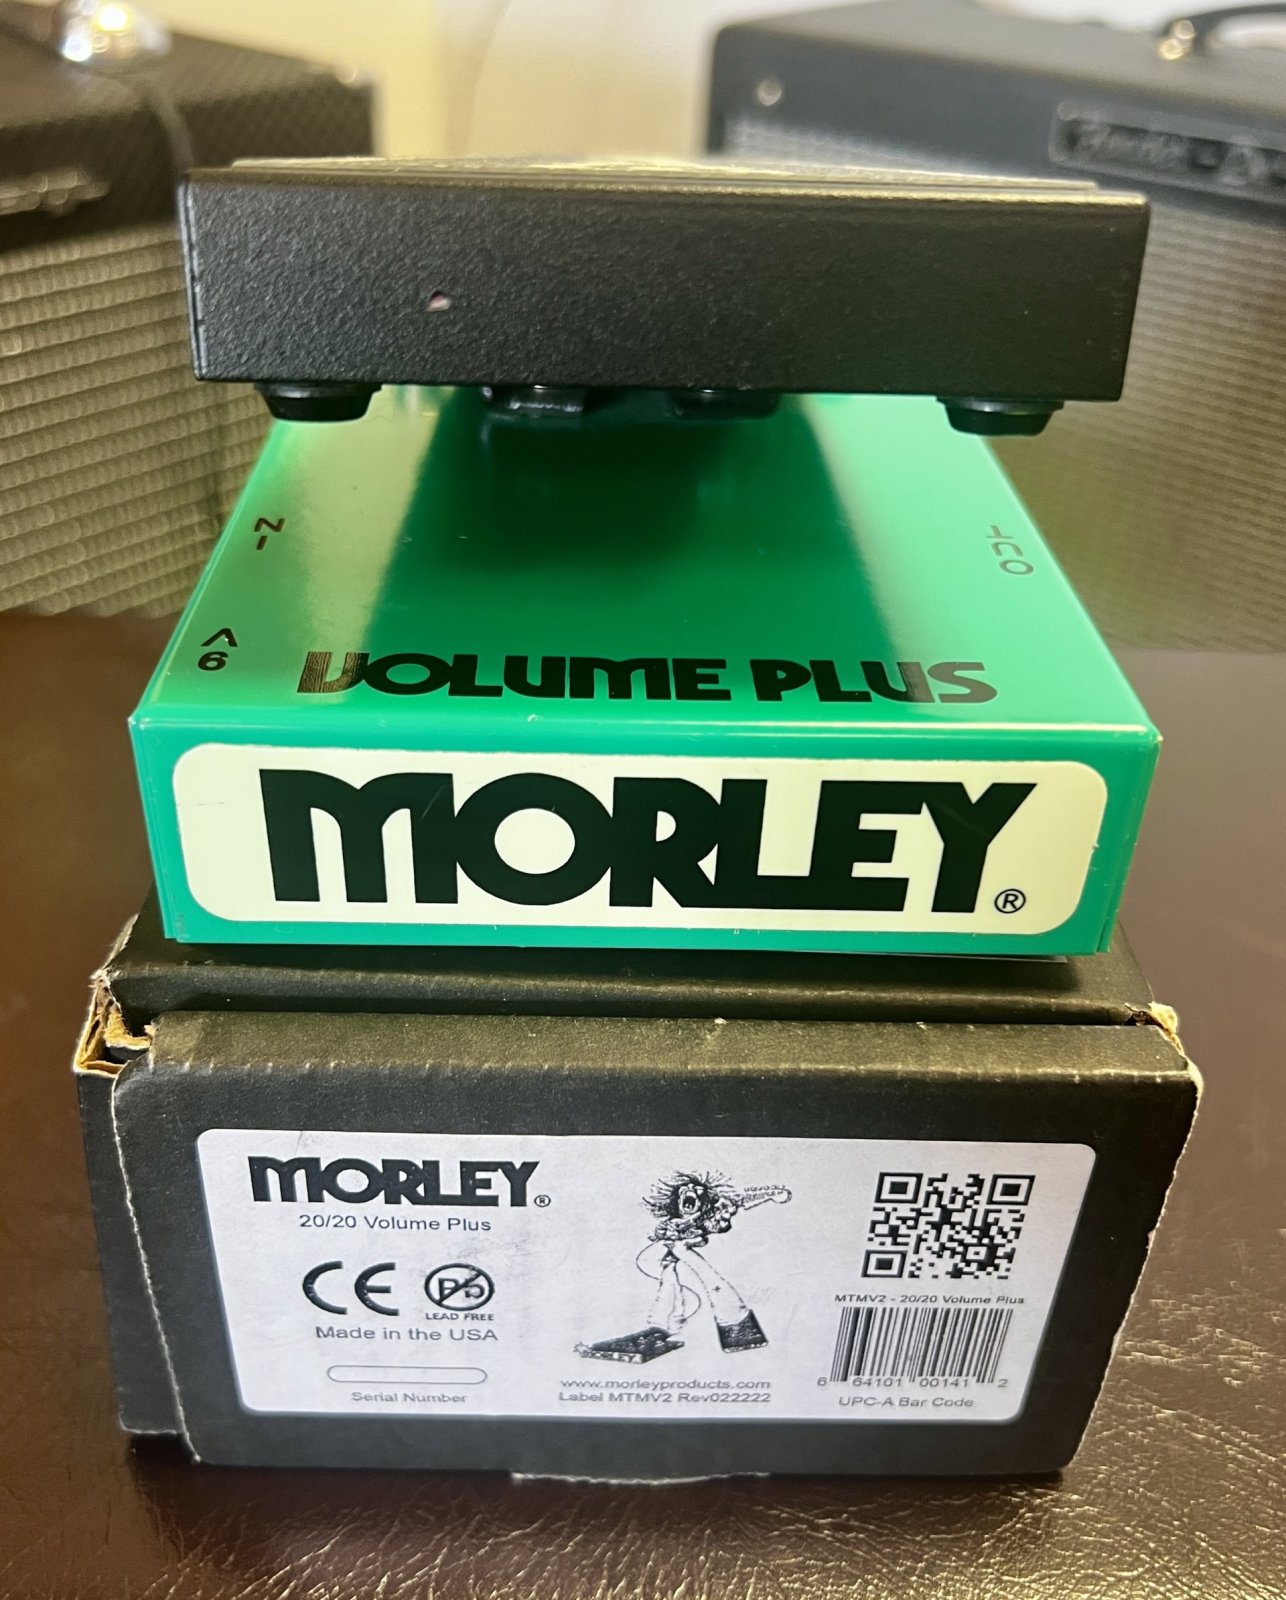 IN
OUT
9V
VOLUME PLUS
MORLEY®
MORLEY®
20/20 Volume Plus
CE
Pb
LEAD FREE
Made in the USA
Serial Number
MORLEY
www.morleyproducts.com
Label MTMV2 Rev022222
MTMV2 - 20/20 Volume Plus
6 64101 00141 2
UPC-A Bar Code